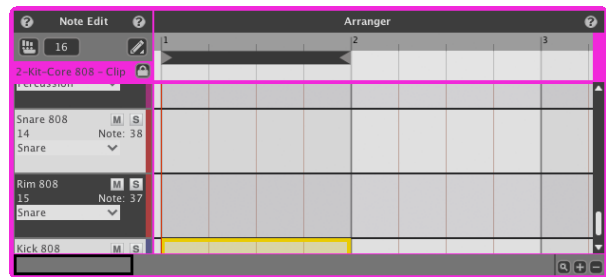 Note Edit
Arranger
16
1
2
3
2-Kit-Core 808 - Clip
Percussion
Snare 808 M S
14 Note: 38
Snare
Rim 808 M S
15 Note: 37
Snare
Kick 808 M S